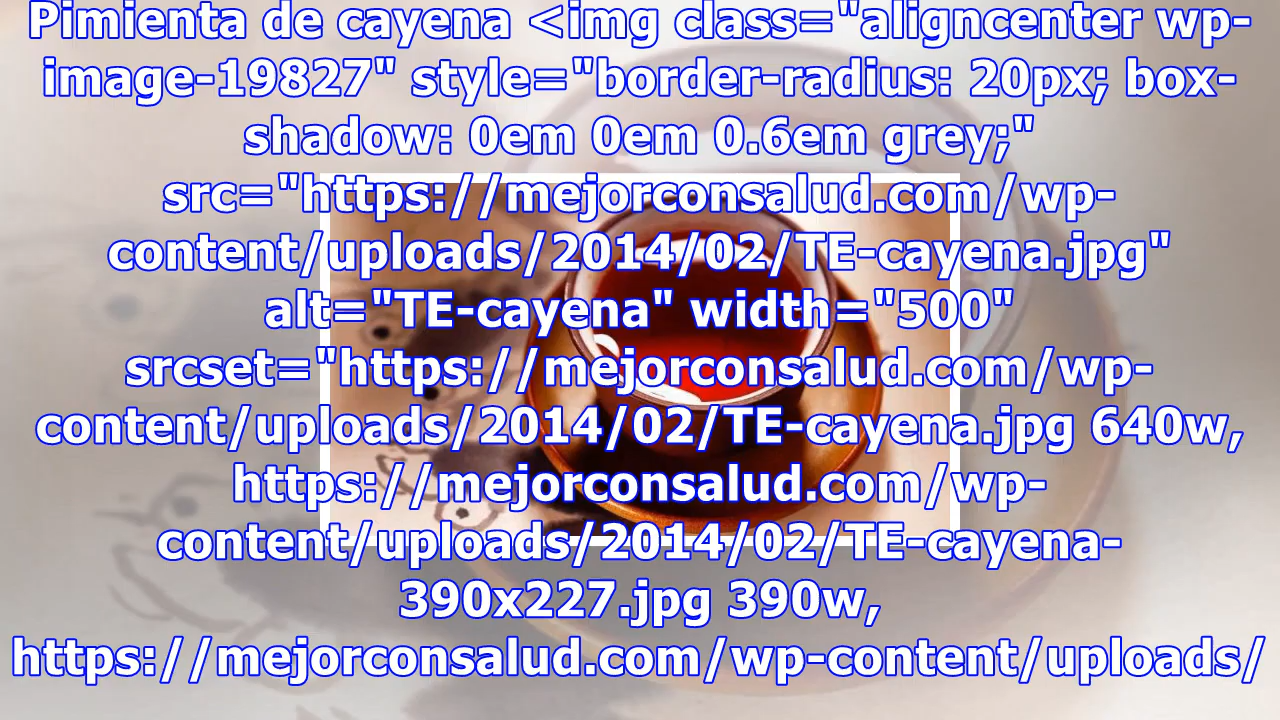 Pimienta de cayena <img class="aligncenter wp-
image-19827" style="border-radius: 20px; box-
shadow: 0em 0em 0.6em grey;"
src="https://mejorconsalud.com/wp-
content/uploads/2014/02/TE-cayena.jpg"
alt="TE-cayena" width="500"
srcset="https://mejorconsalud.com/wp-
content/uploads/2014/02/TE-cayena.jpg 640w,
https://mejorconsalud.com/wp-
content/uploads/2014/02/TE-cayena-
390x227.jpg 390w,
https://mejorconsalud.com/wp-content/uploads/